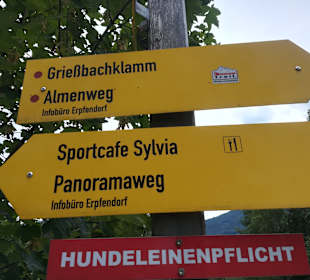 Grießbachklamm
Almenweg
Infobüro Erpfendorf
Sportcafe Sylvia
Panoramaweg
Infobüro Erpfendorf
HUNDELEINENPFLICHT